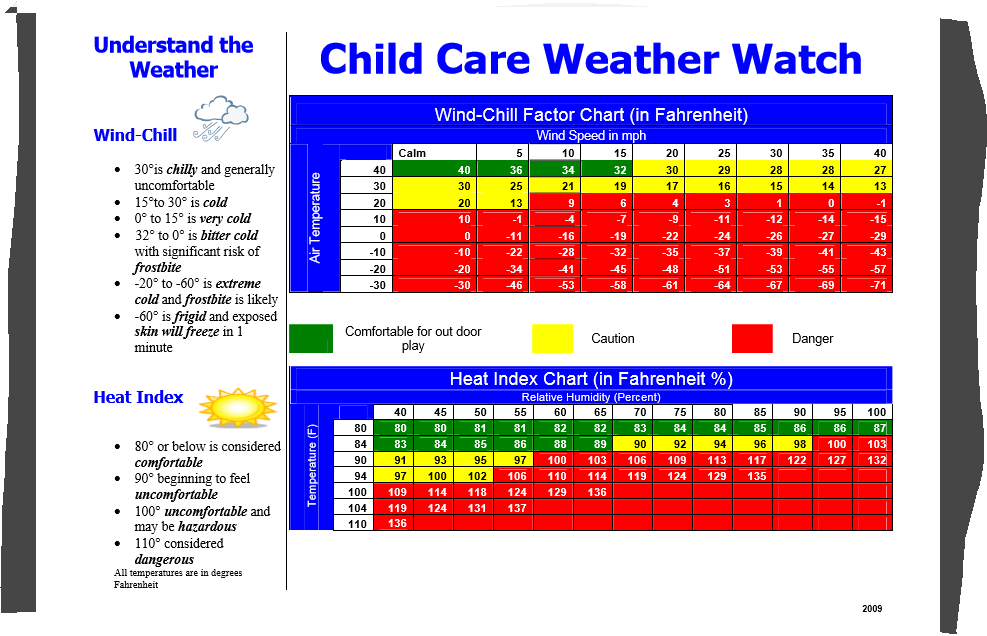 Understand the
Weather
Wind-Chill
• 30°is chilly and generally
uncomfortable
• 15°to 30° is cold
• 0° to 15° is very cold
• 32° to 0° is bitter cold
with significant risk of
frostbite
• -20° to -60° is extreme
cold and frostbite is likely
• -60° is frigid and exposed
skin will freeze in 1
minute
Heat Index
• 80° or below is considered
comfortable
• 90° beginning to feel
uncomfortable
• 100° uncomfortable and
may be hazardous
• 110° considered
dangerous
All temperatures are in degrees
Fahrenheit
Child Care Weather Watch
Wind-Chill Factor Chart (in Fahrenheit)
Wind Speed in mph
Air Temperature
Calm 5 10 15 20 25 30 35 40
40 40 36 34 32 30 29 28 28 27
30 30 25 21 19 17 16 15 14 13
20 20 13 9 6 4 3 1 0 -1
10 10 -1 -4 -7 -9 -11 -12 -14 -15
0 0 -11 -16 -19 -22 -24 -26 -27 -29
-10 -10 -22 -28 -32 -35 -37 -39 -41 -43
-20 -20 -34 -41 -45 -48 -51 -53 -55 -57
-30 -30 -46 -53 -58 -61 -64 -67 -69 -71
Comfortable for out door
play
Caution
Danger
Heat Index Chart (in Fahrenheit %)
Relative Humidity (Percent)
Temperature (F)
40 45 50 55 60 65 70 75 80 85 90 95 100
80 80 80 81 81 82 82 83 84 84 85 86 86 87
84 83 84 85 86 88 89 90 92 94 96 98 100 103
90 91 93 95 97 100 103 106 109 113 117 122 127 132
94 97 100 102 106 110 114 119 124 129 135
100 109 114 118 124 129 136
104 119 124 131 137
110 136
2009